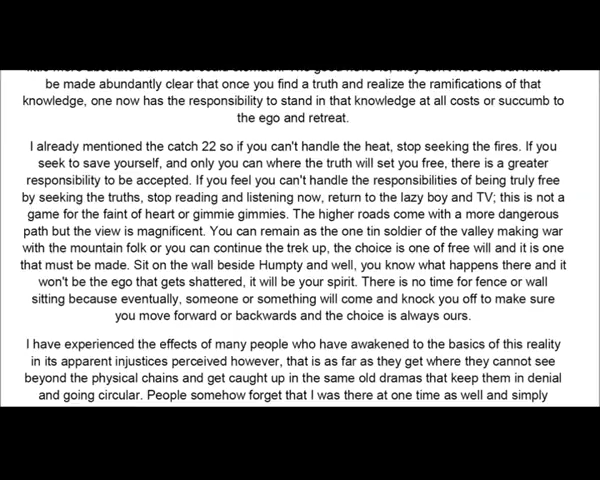 be made abundantly clear that once you find a truth and realize the ramifications of that
knowledge, one now has the responsibility to stand in that knowledge at all costs or succumb to
the ego and retreat.
I already mentioned the catch 22 so if you can't handle the heat, stop seeking the fires. If you
seek to save yourself, and only you can where the truth will set you free, there is a greater
responsibility to be accepted. If you feel you can't handle the responsibilities of being truly free
by seeking the truths, stop reading and listening now, return to the lazy boy and TV; this is not a
game for the faint of heart or gimmie gimmies. The higher roads come with a more dangerous
path but the view is magnificent. You can remain as the one tin soldier of the valley making war
with the mountain folk or you can continue the trek up, the choice is one of free will and it is one
that must be made. Sit on the wall beside Humpty and well, you know what happens there and it
won't be the ego that gets shattered, it will be your spirit. There is no time for fence or wall
sitting because eventually, someone or something will come and knock you off to make sure
you move forward or backwards and the choice is always ours.
I have experienced the effects of many people who have awakened to the basics of this reality
in its apparent injustices perceived however, that is as far as they get where they cannot see
beyond the physical chains and get caught up in the same old dramas that keep them in denial
and going circular. People somehow forget that I was there at one time as well and simply